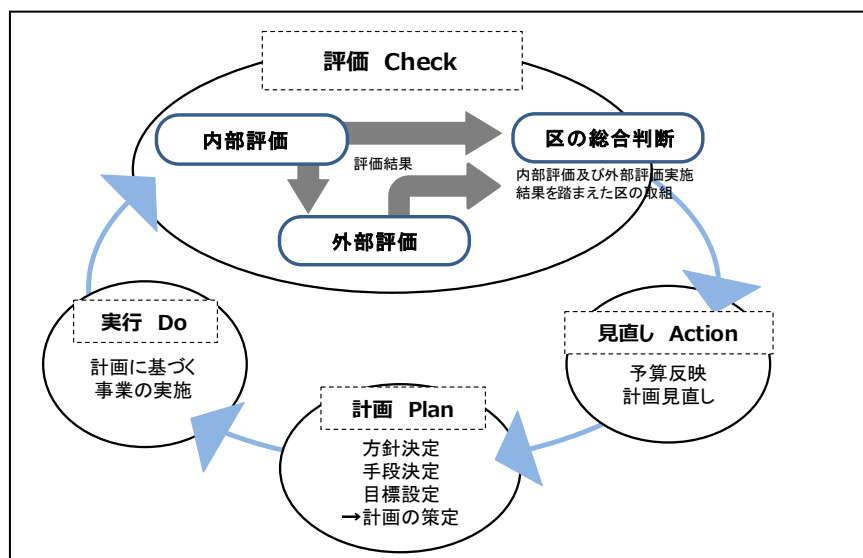 評価 Check
内部評価
区の総合判断
評価結果
内部評価及び外部評価実施
結果を踏まえた区の取組
外部評価
実行 Do
計画に基づく
事業の実施
見直し Action
予算反映
計画見直し
計画 Plan
方針決定
手段決定
目標設定
→計画の策定